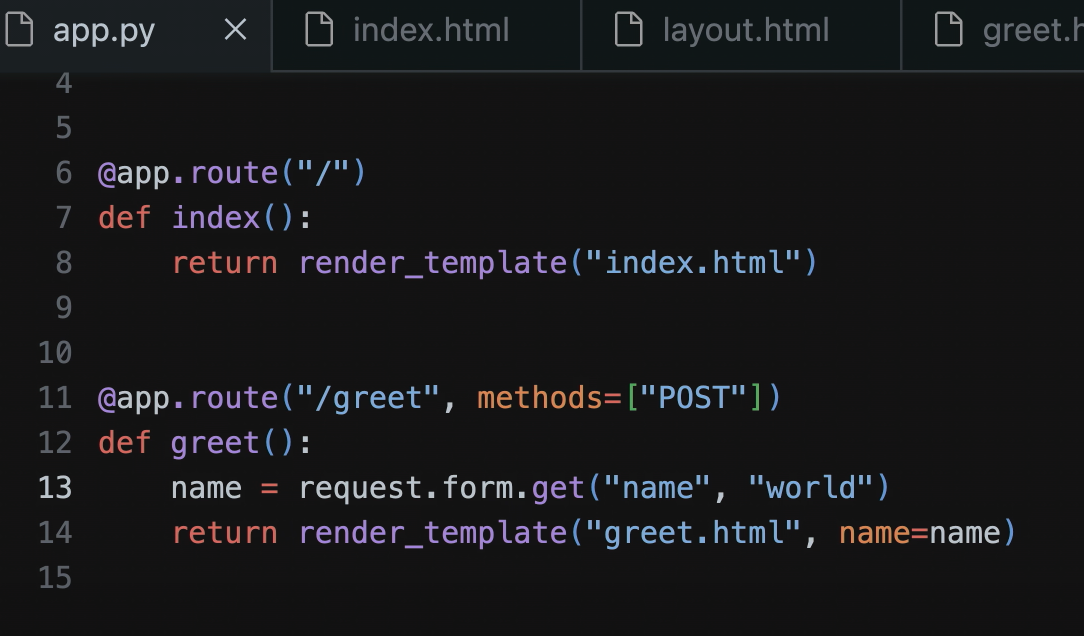 app.py × index.html layout.html greet.h
4
5
6 @app.route("/")
7 def index():
8     return render_template("index.html")
9
10
11 @app.route("/greet", methods=["POST"])
12 def greet():
13     name = request.form.get("name", "world")
14     return render_template("greet.html", name=name)
15